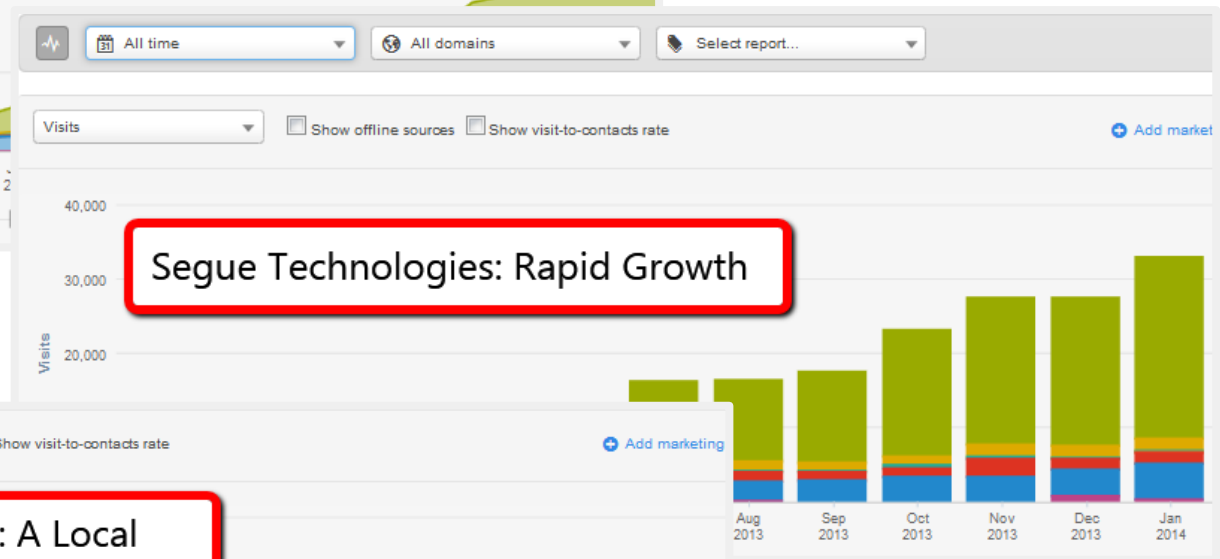 31 All time
All domains
Select report...
Visits
Show offline sources
Show visit-to-contacts rate
Add market
2
40,000
Segue Technologies: Rapid Growth
30,000
Visits
20,000
Show visit-to-contacts rate
Add marketing
: A Local
Aug 2013
Sep 2013
Oct 2013
Nov 2013
Dec 2013
Jan 2014